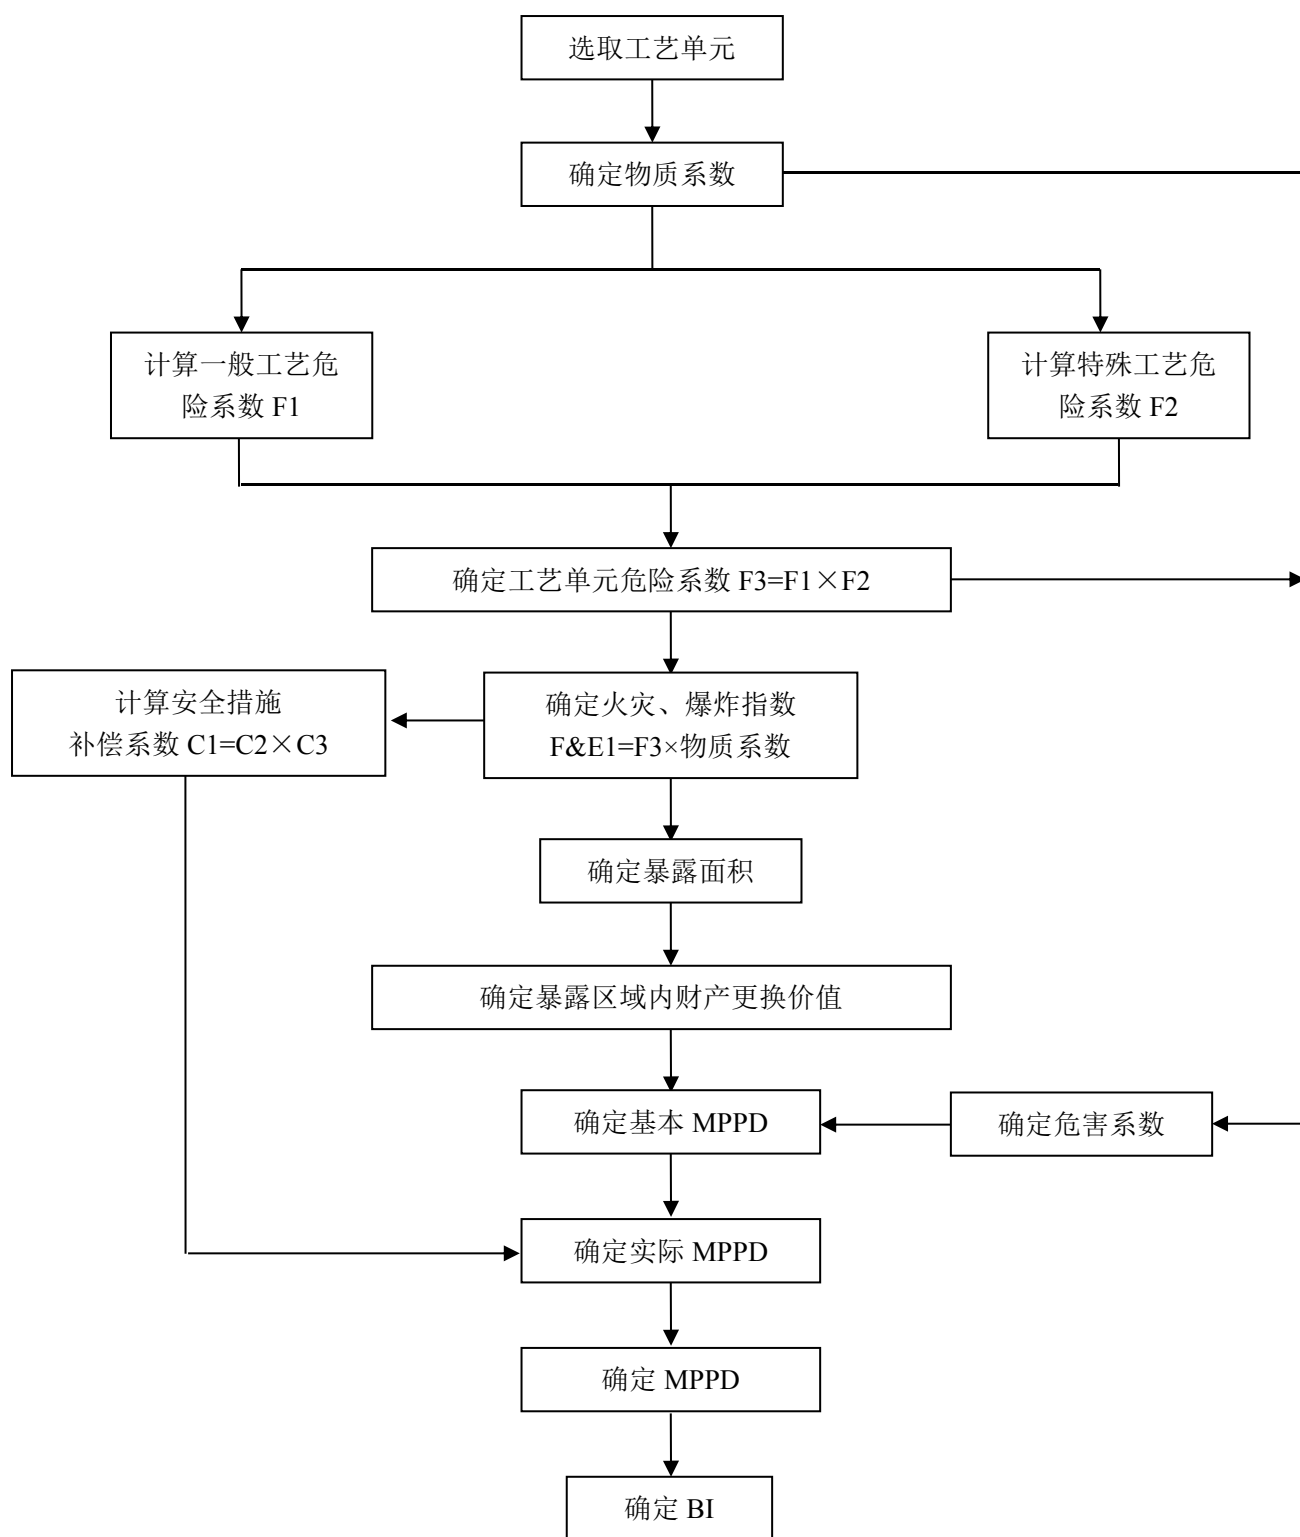 选取工艺单元
确定物质系数
计算一般工艺危
险系数 F1
计算特殊工艺危
险系数 F2
确定工艺单元危险系数 F3=F1×F2
计算安全措施
补偿系数 C1=C2×C3
确定火灾、爆炸指数
F&E1=F3×物质系数
确定暴露面积
确定暴露区域内财产更换价值
确定基本 MPPD
确定危害系数
确定实际 MPPD
确定 MPPD
确定 BI